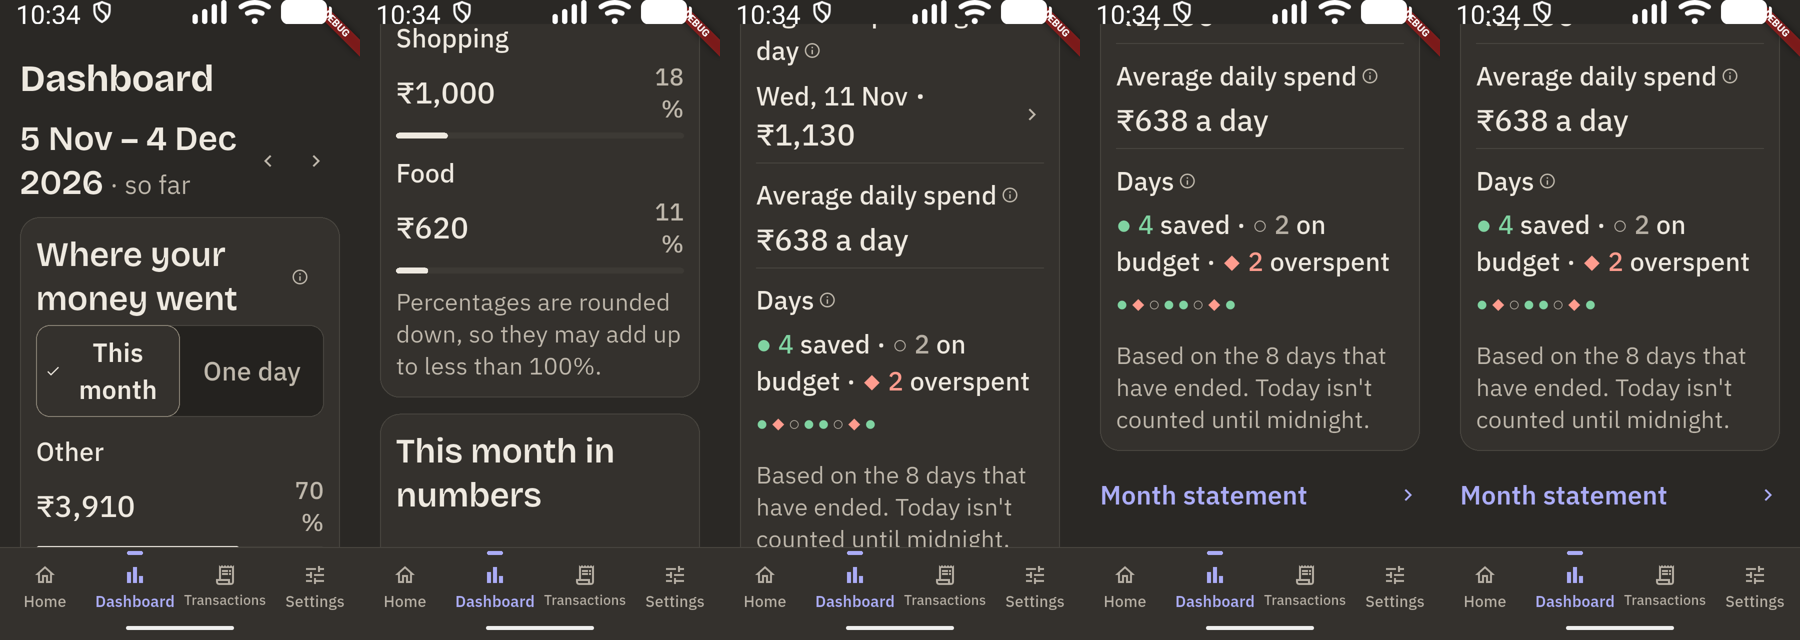 10:34
DEBUG
Dashboard
5 Nov – 4 Dec
2026 · so far
Where your
money went
This
month
One day
Other
₹3,910
70
%
Home
Dashboard
Transactions
Settings
10:34
DEBUG
Shopping
₹1,000
18
%
Food
₹620
11
%
Percentages are rounded
down, so they may add up
to less than 100%.
This month in
numbers
Home
Dashboard
Transactions
Settings
10:34
DEBUG
day
Wed, 11 Nov •
₹1,130
Average daily spend
₹638 a day
Days
4 saved · 2 on
budget · 2 overspent
Based on the 8 days that
have ended. Today isn't
counted until midnight.
Home
Dashboard
Transactions
Settings
10:34
DEBUG
Average daily spend
₹638 a day
Days
4 saved · 2 on
budget · 2 overspent
Based on the 8 days that
have ended. Today isn't
counted until midnight.
Month statement
Home
Dashboard
Transactions
Settings
10:34
DEBUG
Average daily spend
₹638 a day
Days
4 saved · 2 on
budget · 2 overspent
Based on the 8 days that
have ended. Today isn't
counted until midnight.
Month statement
Home
Dashboard
Transactions
Settings